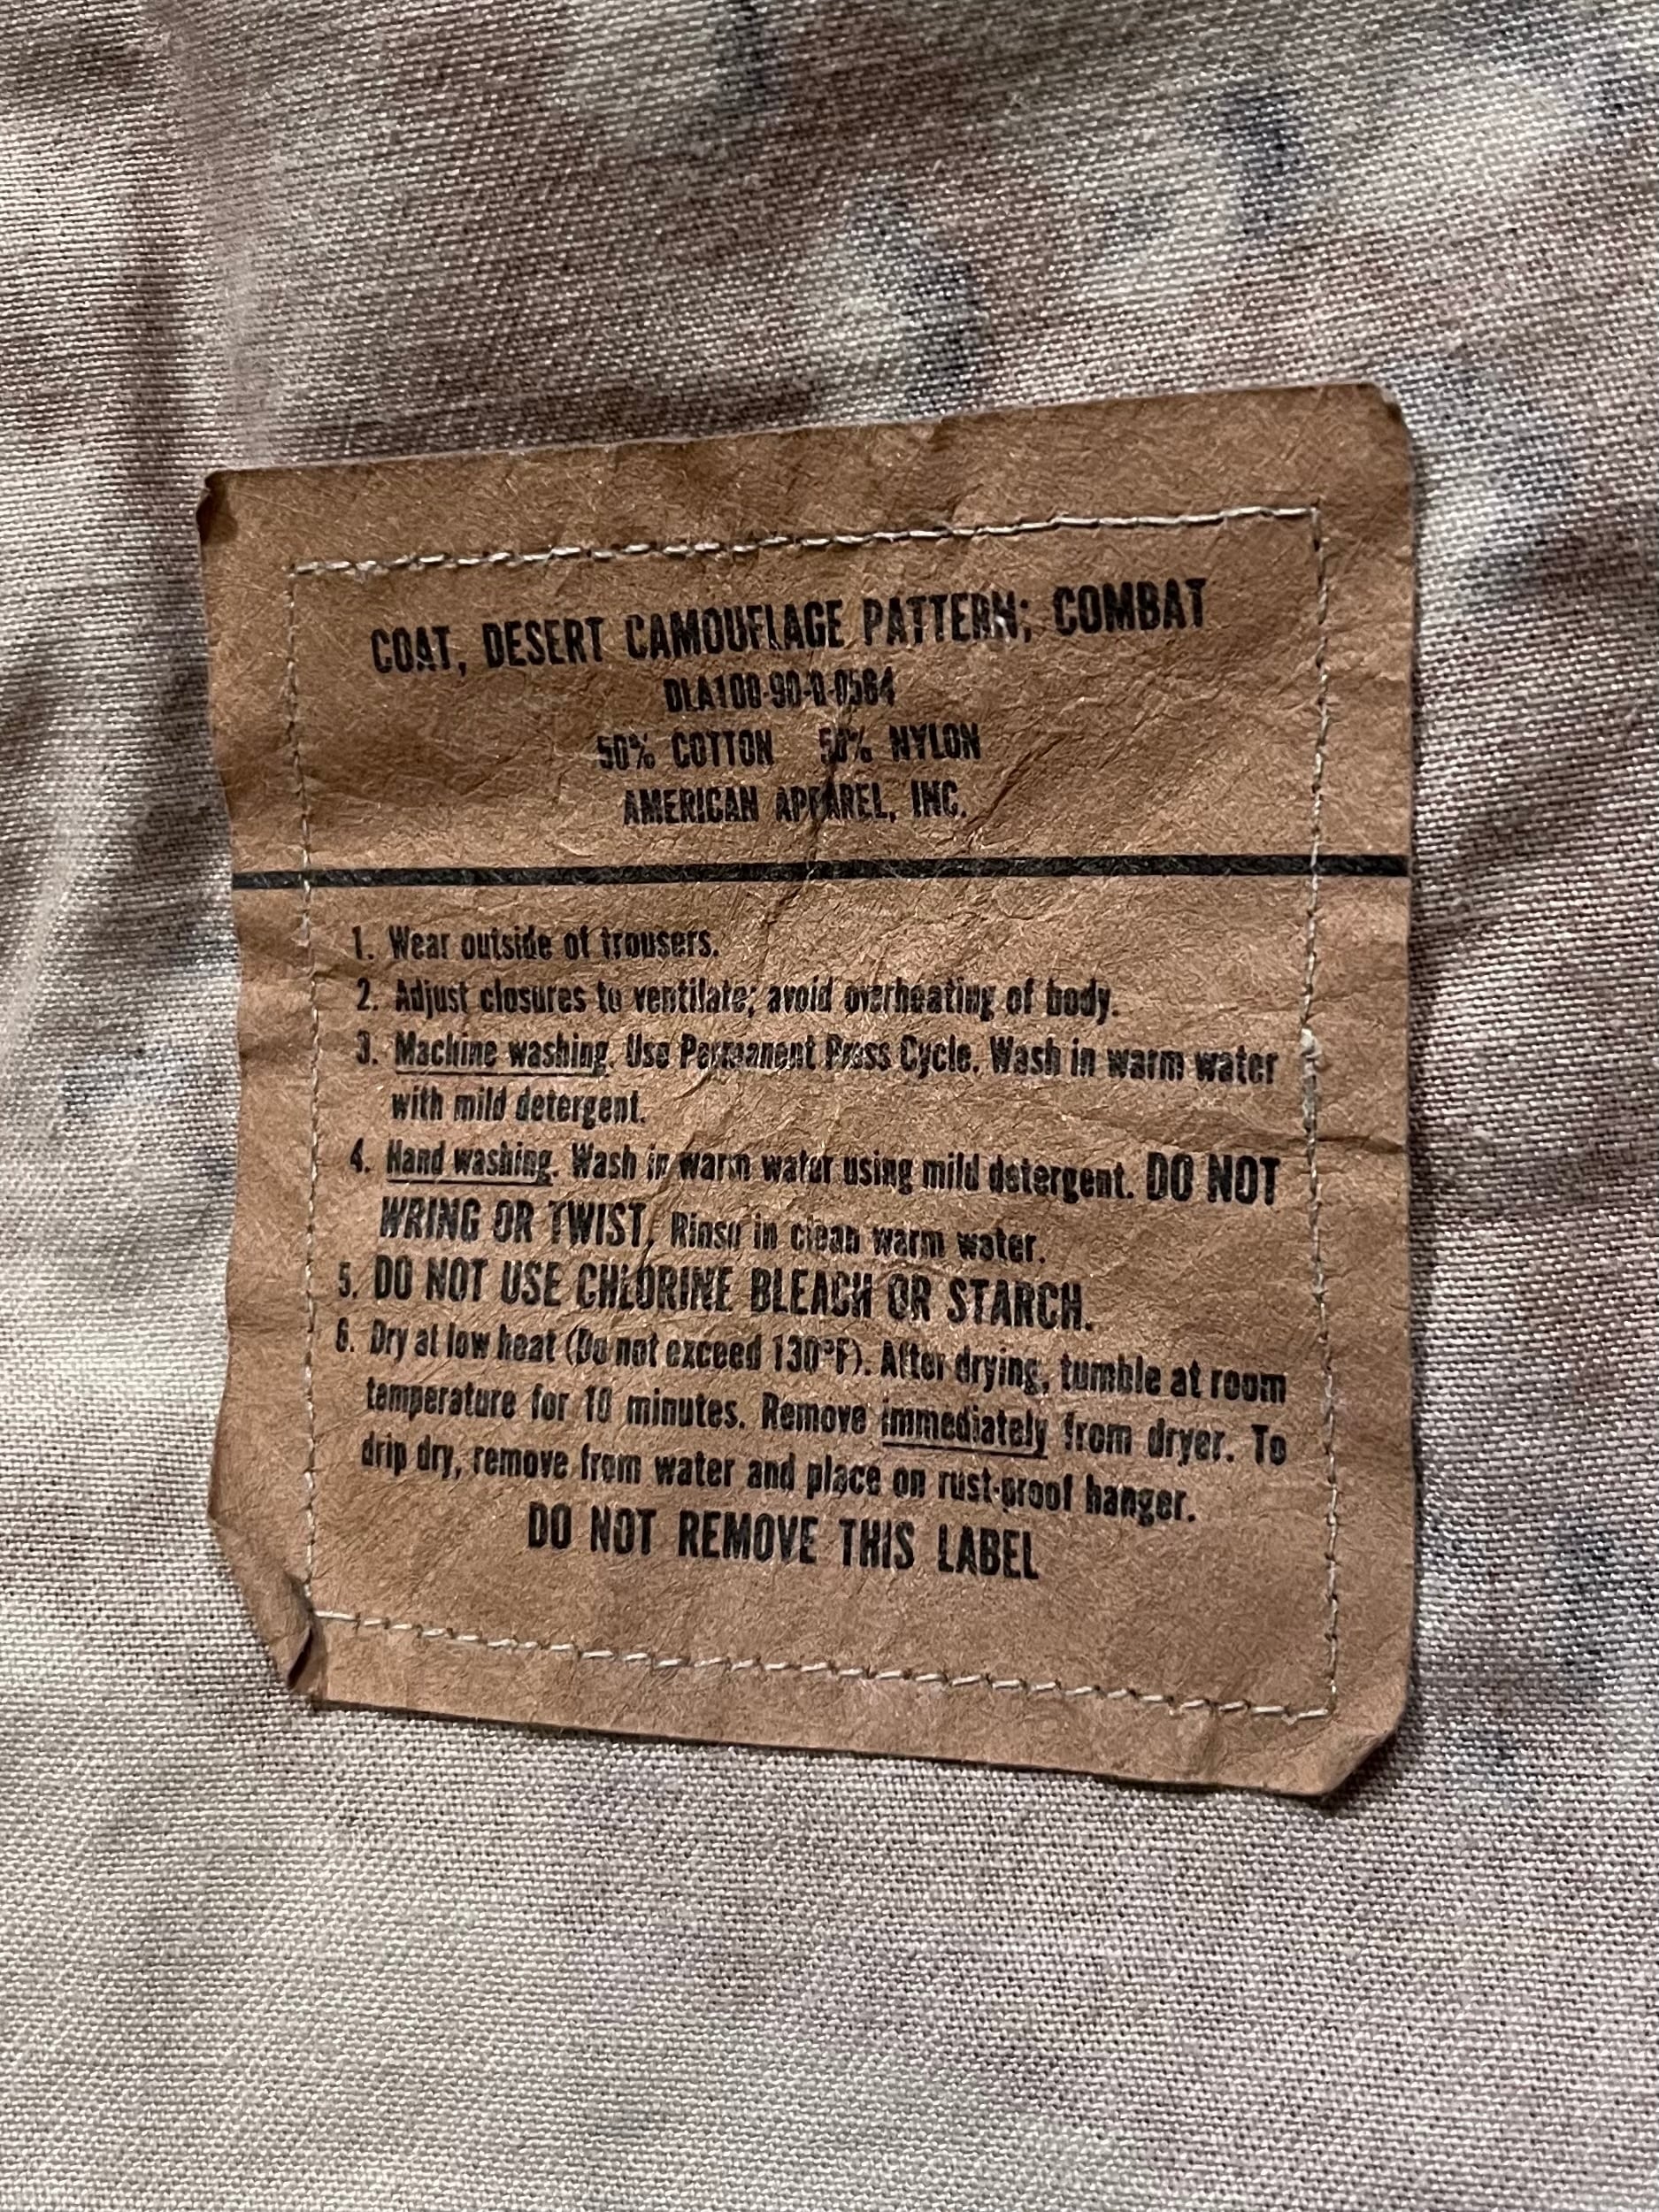 COAT, DESERT CAMOUFLAGE PATTERN; COMBAT
DLA100-90-D-0564
50% COTTON 50% NYLON
AMERICAN APPAREL, INC.
1. Wear outside of trousers.
2. Adjust closures to ventilate; avoid overheating of body.
3. Machine washing. Use Permanent Press Cycle. Wash in warm water
with mild detergent.
4. Hand washing. Wash in warm water using mild detergent. DO NOT
WRING OR TWIST. Rinse in clean warm water.
5. DO NOT USE CHLORINE BLEACH OR STARCH.
6. Dry at low heat (Do not exceed 130°F). After drying, tumble at room
temperature for 10 minutes. Remove immediately from dryer. To
drip dry, remove from water and place on rust-proof hanger.
DO NOT REMOVE THIS LABEL